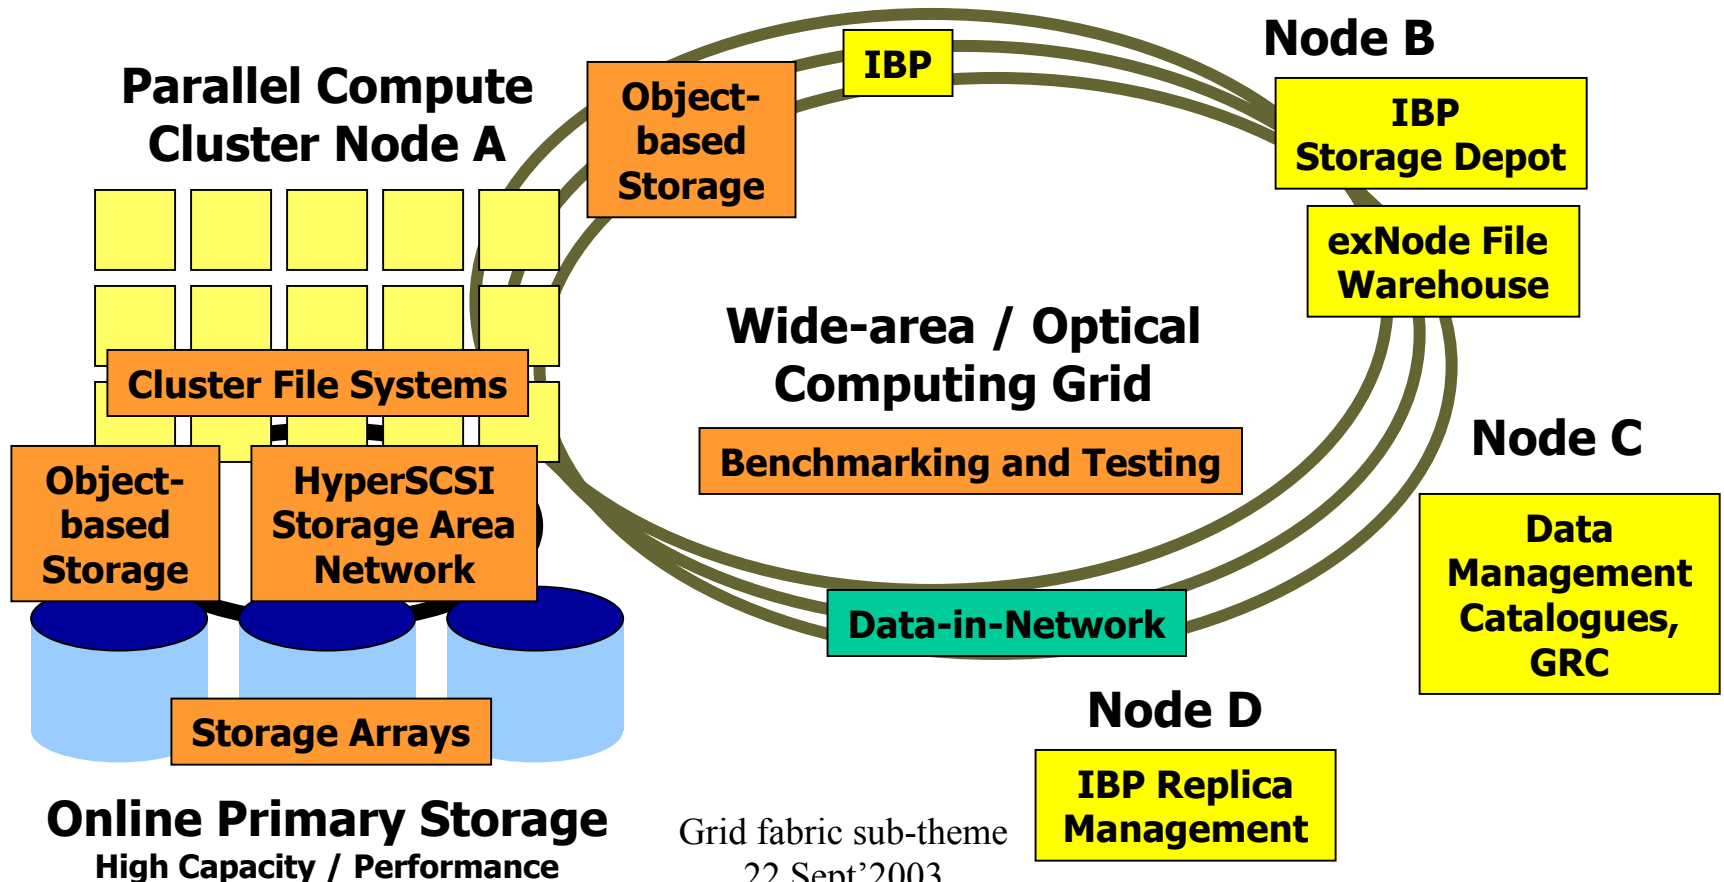 Parallel Compute
Cluster Node A
Object-
based
Storage
IBP
Node B
IBP
Storage Depot
exNode File
Warehouse
Wide-area / Optical
Computing Grid
Cluster File Systems
Benchmarking and Testing
Node C
Object-
based
Storage
HyperSCSI
Storage Area
Network
Data
Management
Catalogues,
GRC
Data-in-Network
Storage Arrays
Node D
IBP Replica
Management
Online Primary Storage
High Capacity / Performance
Grid fabric sub-theme
22 Sept’2003